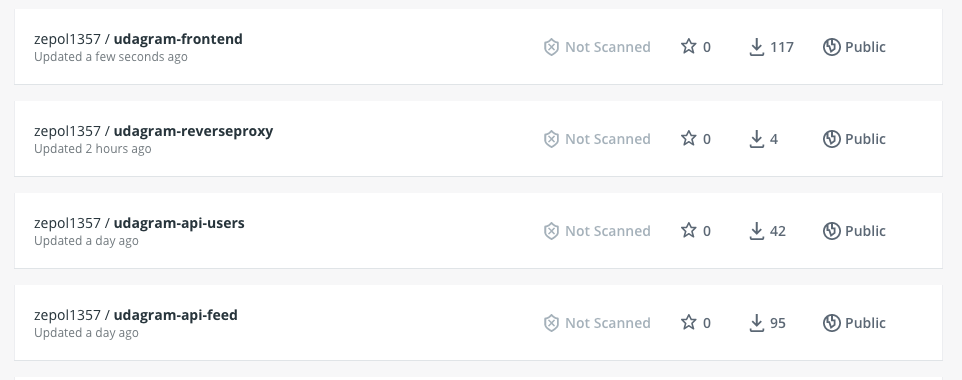 zepol1357 / udagram-frontend Not Scanned 0 117 Public
Updated a few seconds ago
zepol1357 / udagram-reverseproxy Not Scanned 0 4 Public
Updated 2 hours ago
zepol1357 / udagram-api-users Not Scanned 0 42 Public
Updated a day ago
zepol1357 / udagram-api-feed Not Scanned 0 95 Public
Updated a day ago